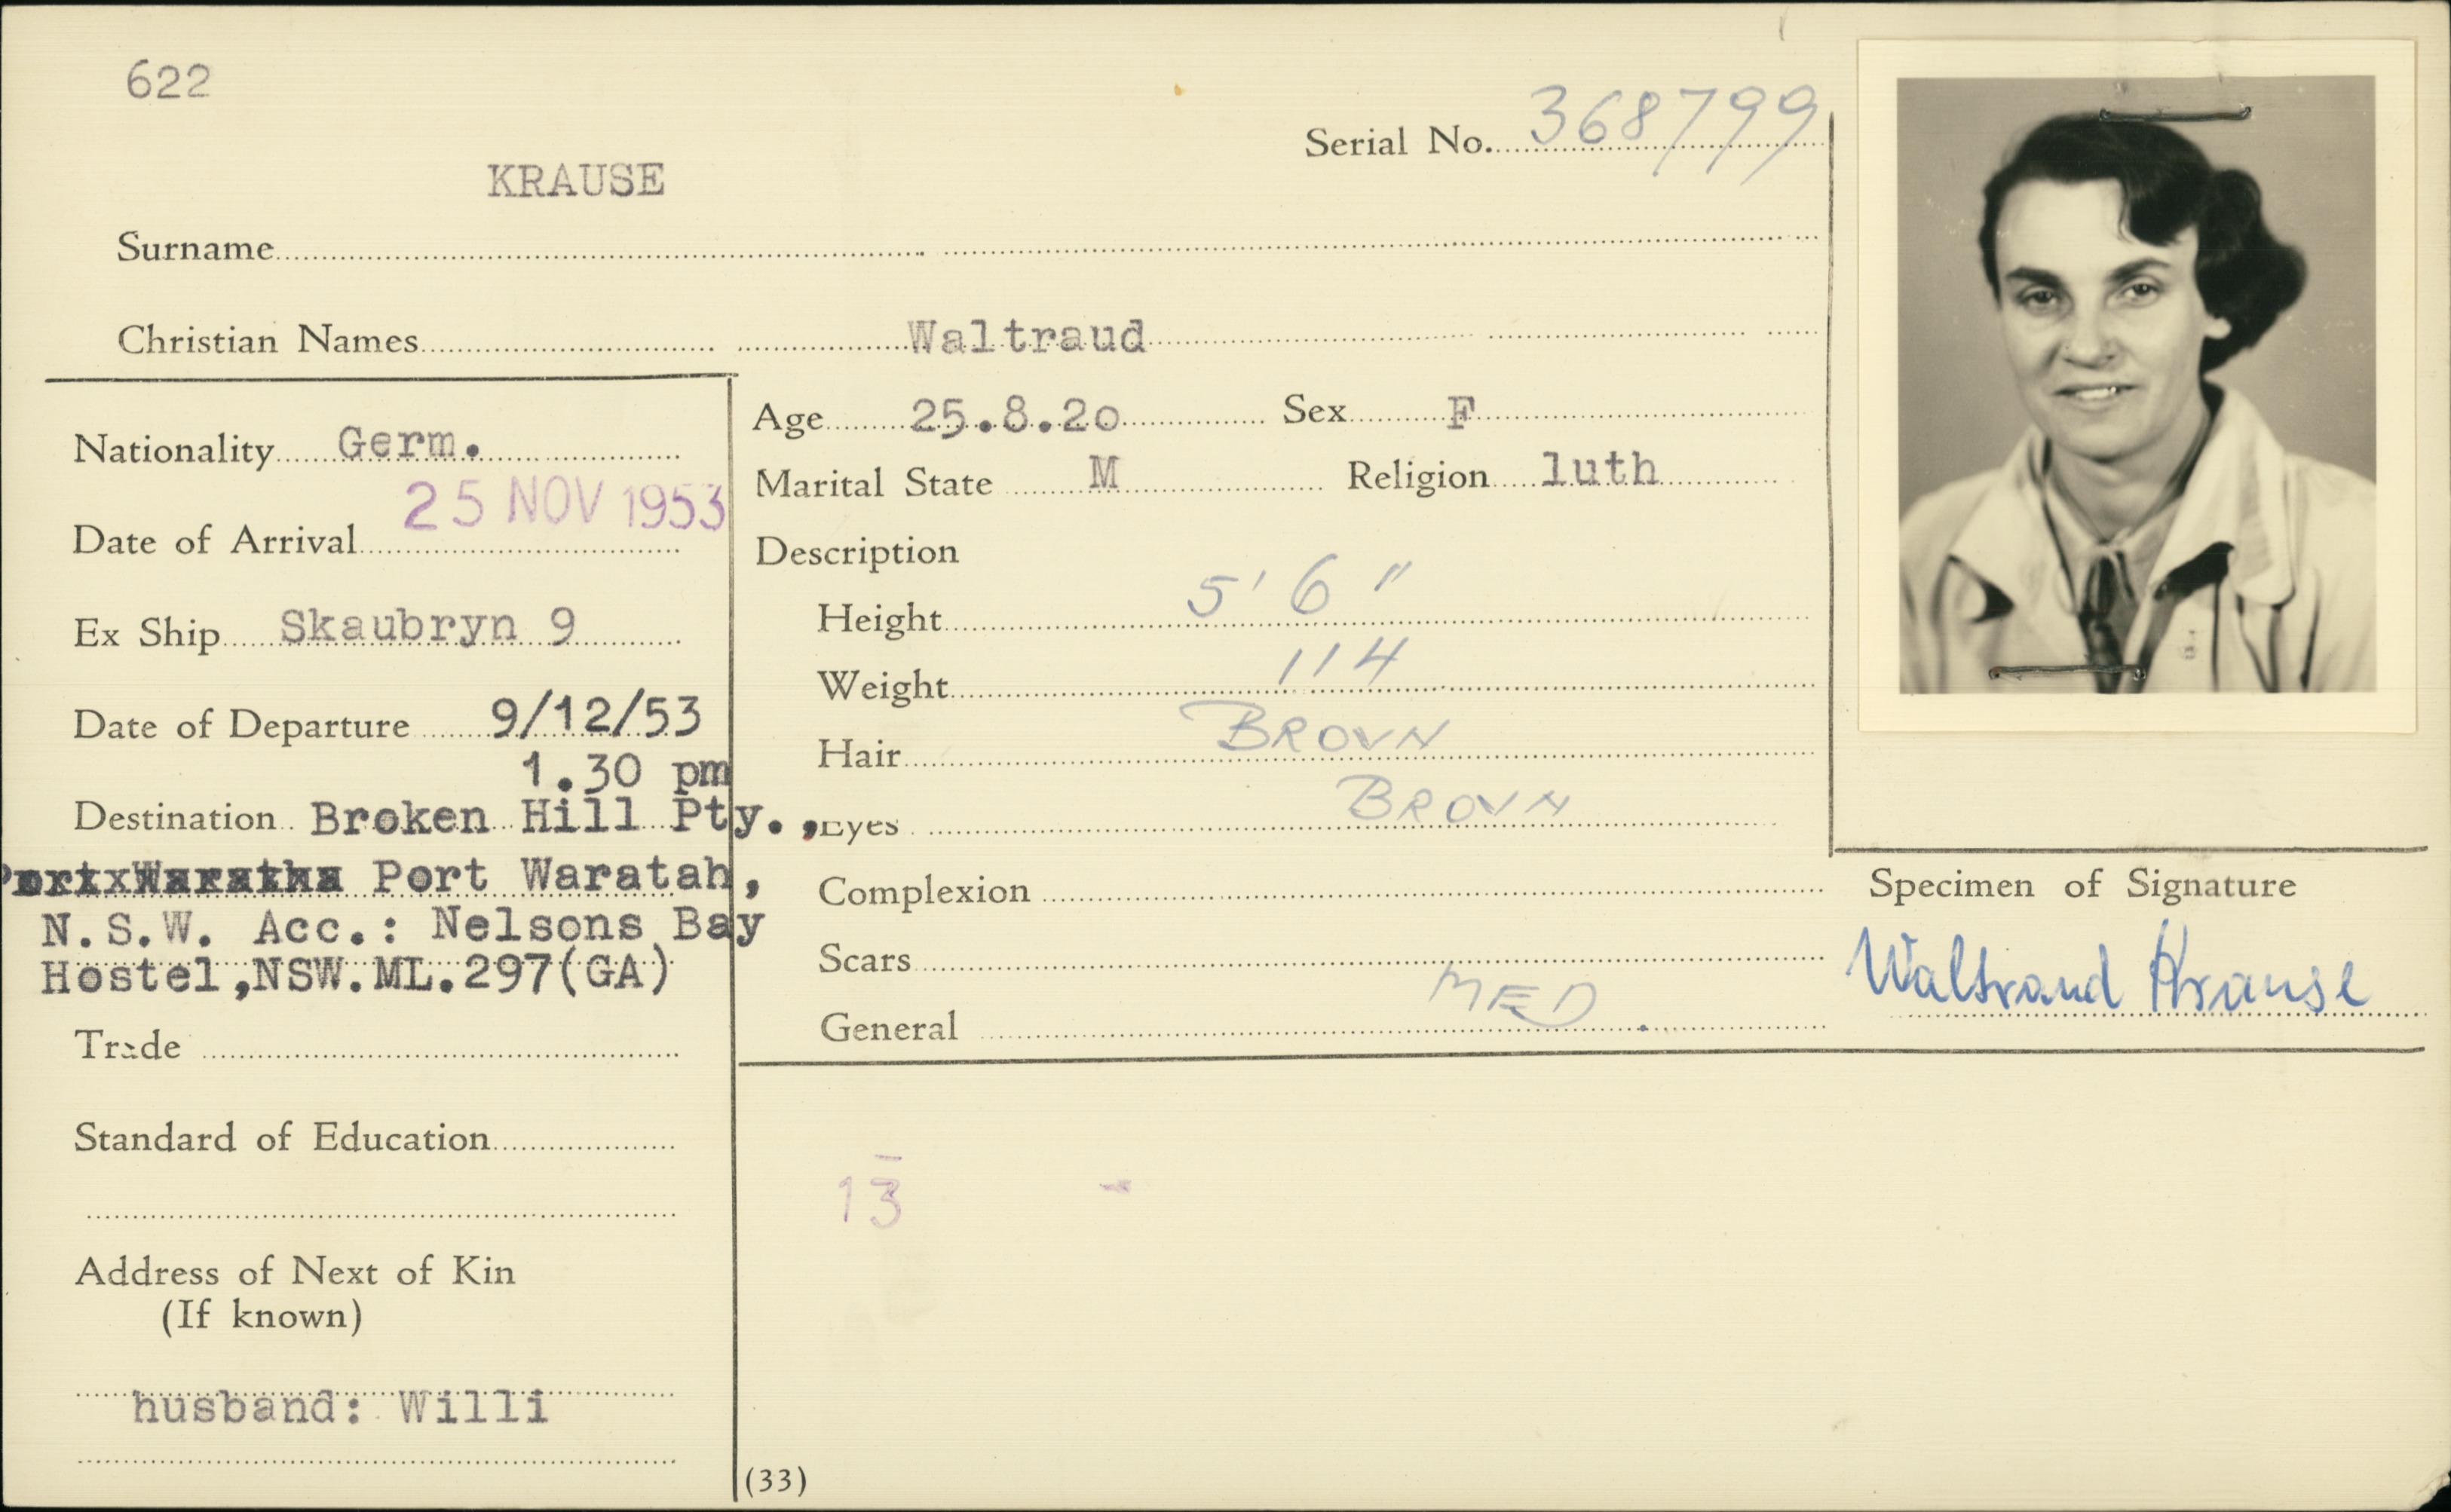 622
Serial No. 368799
KRAUSE
Surname
Christian Names Waltraud
Nationality Germ.
Date of Arrival 25 NOV 1953
Ex Ship Skaubryn 9
Date of Departure 9/12/53
1.30 pm
Destination Broken Hill Pty.,
Port Waratah,
N.S.W. Acc.: Nelsons Bay
Hostel,NSW.ML.297(GA)
Trade
Standard of Education
Address of Next of Kin
(If known)
husband: Willi
Age 25.8.20 Sex F
Marital State M Religion luth
Description
Height 5' 6"
Weight 114
Hair BROWN
Eyes BROWN
Complexion
Scars
General MED
13 -
(33)
Specimen of Signature
Waltraud Krause